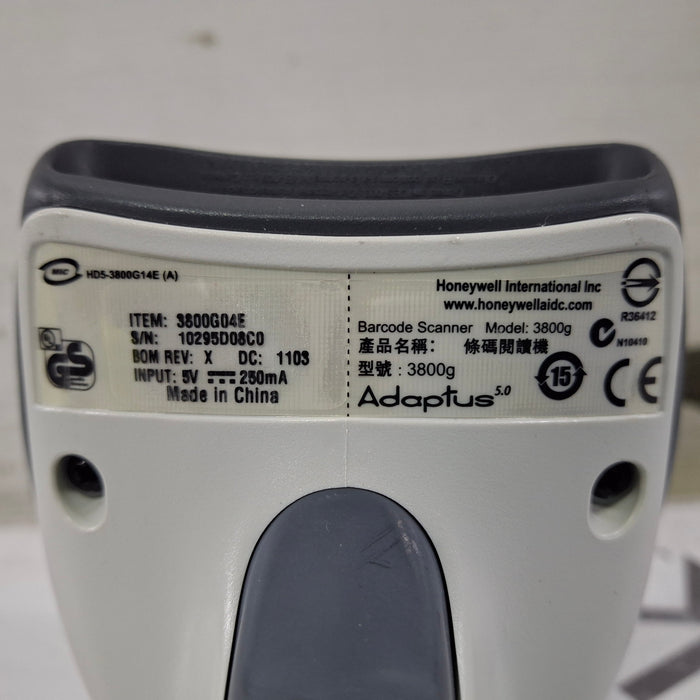 MIC HD5-3800G14E (A)
ITEM: 3800G04E
S/N: 10295D08C0
BOM REV: X DC: 1103
INPUT: 5V 250mA
Made in China
GS
Honeywell International Inc
www.honeywellaidc.com
R36412
Barcode Scanner Model: 3800g
N10410
產品名稱: 條碼閱讀機
型號: 3800g
15
CE
Adaptus 5.0